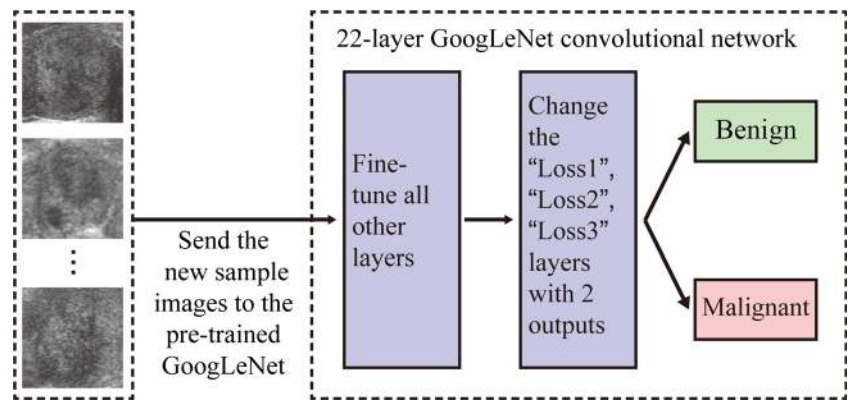 22-layer GoogLeNet convolutional network
Send the
new sample
images to the
pre-trained
GoogLeNet
Fine-
tune all
other
layers
Change
the
“Loss1”,
“Loss2”,
“Loss3”
layers
with 2
outputs
Benign
Malignant